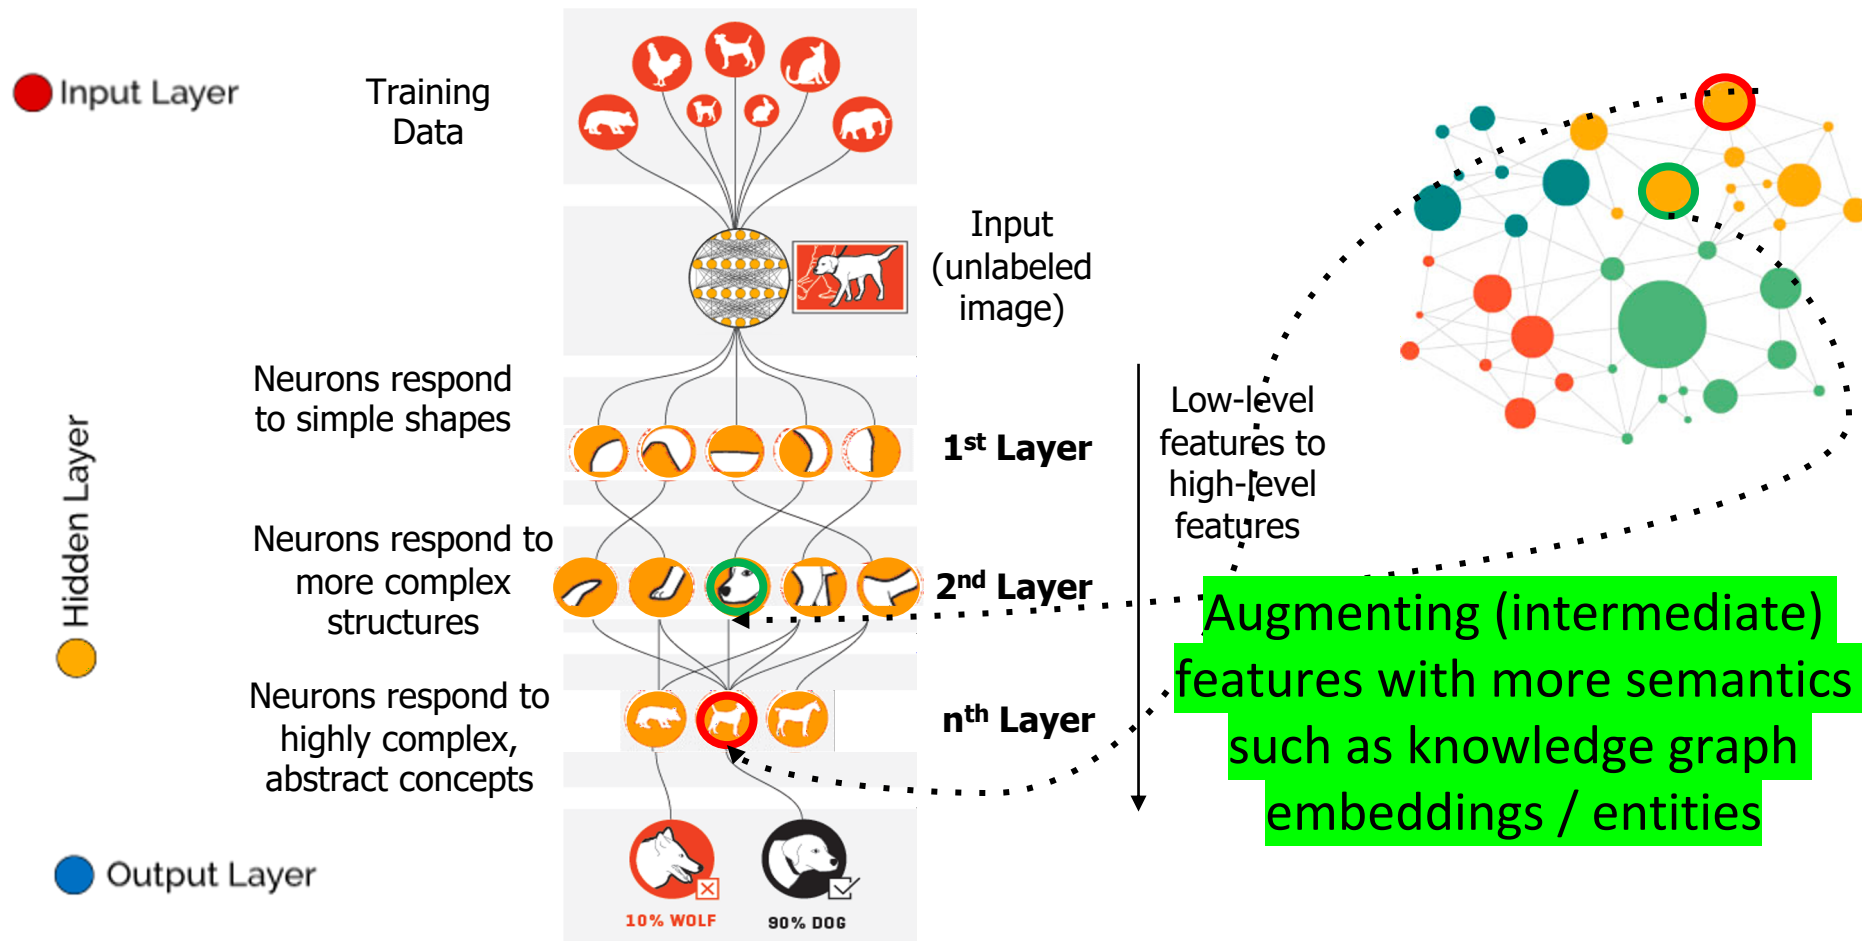 Input Layer
Training
Data
Input
(unlabeled
image)
Neurons respond
to simple shapes
1st Layer
Low-level
features to
high-level
features
Hidden Layer
Neurons respond to
more complex
structures
2nd Layer
Augmenting (intermediate)
features with more semantics
such as knowledge graph
embeddings / entities
Neurons respond to
highly complex,
abstract concepts
nth Layer
Output Layer
10% WOLF
90% DOG